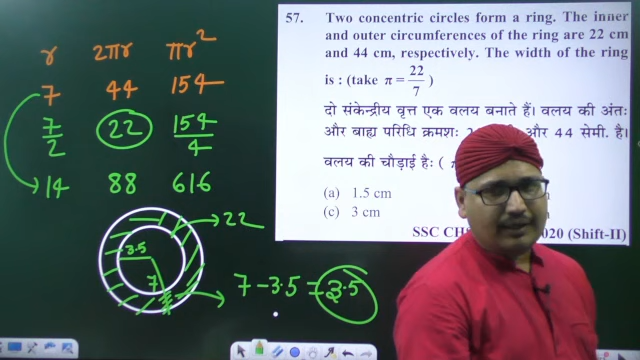 r 2πr πr²
7 44 154
7/2 22 154/4
14 88 616
22
3.5
7
7 - 3.5 = 3.5
57. Two concentric circles form a ring. The inner
and outer circumferences of the ring are 22 cm
and 44 cm, respectively. The width of the ring
is : (take π = 22/7 )
दो संकेन्द्रीय वृत्त एक वलय बनाते हैं। वलय की अंतः
और बाह्य परिधि क्रमशः 2 और 44 सेमी. है।
वलय की चौड़ाई हैः (
(a) 1.5 cm
(c) 3 cm
SSC CH 020 (Shift-II)